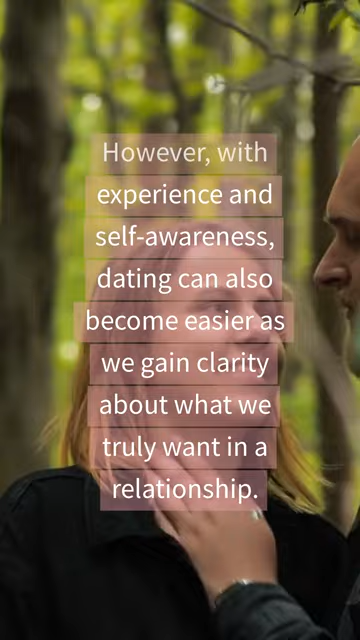 However, with
experience and
self-awareness,
dating can also
become easier as
we gain clarity
about what we
truly want in a
relationship.